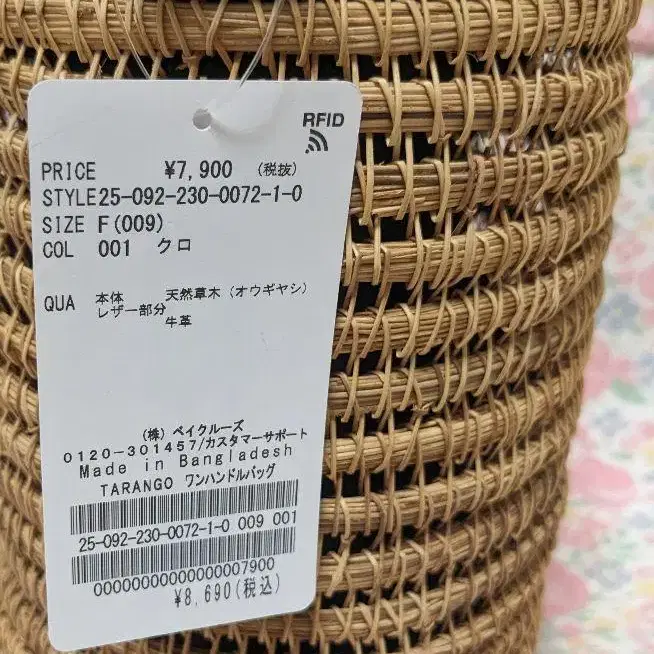 RFID
PRICE ¥7,900 (税抜)
STYLE25-092-230-0072-1-0
SIZE F(009)
COL 001 クロ
QUA 本体 天然草木 (オウギヤシ)
レザー部分
牛革
(株) ベイクルーズ
0120-301457/カスタマーサポート
Made in Bangladesh
TARANGO ワンハンドルバッグ
25-092-230-0072-1-0 009 001
00000000000000007900
¥8,690(税込)